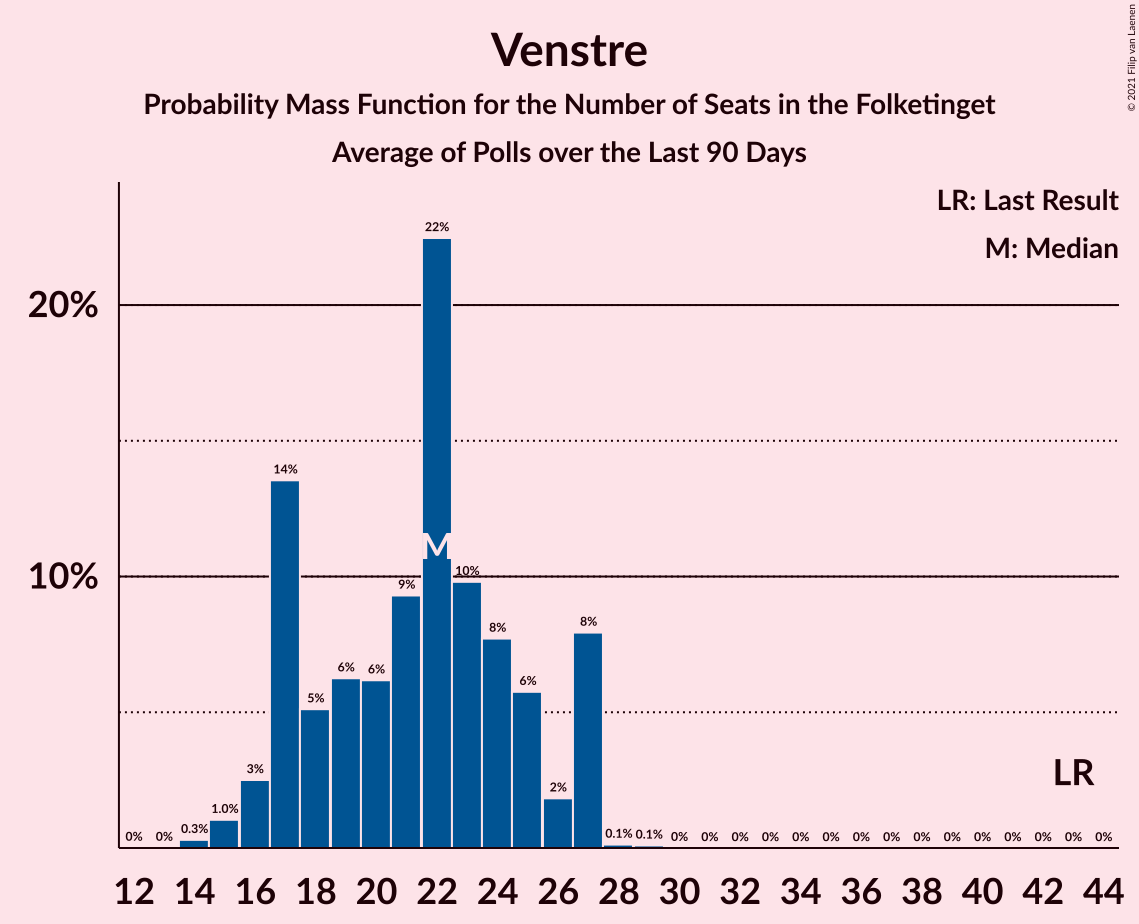 Venstre
Probability Mass Function for the Number of Seats in the Folketinget
Average of Polls over the Last 90 Days
© 2021 Filip van Laenen
LR: Last Result
M: Median
20%
10%
0% 0% 0.3% 1.0% 3% 14% 5% 6% 6% 9% 22% 10% 8% 6% 2% 8% 0.1% 0.1% 0% 0% 0% 0% 0% 0% 0% 0% 0% 0% 0% 0% 0% 0% 0%
M
LR
12 14 16 18 20 22 24 26 28 30 32 34 36 38 40 42 44